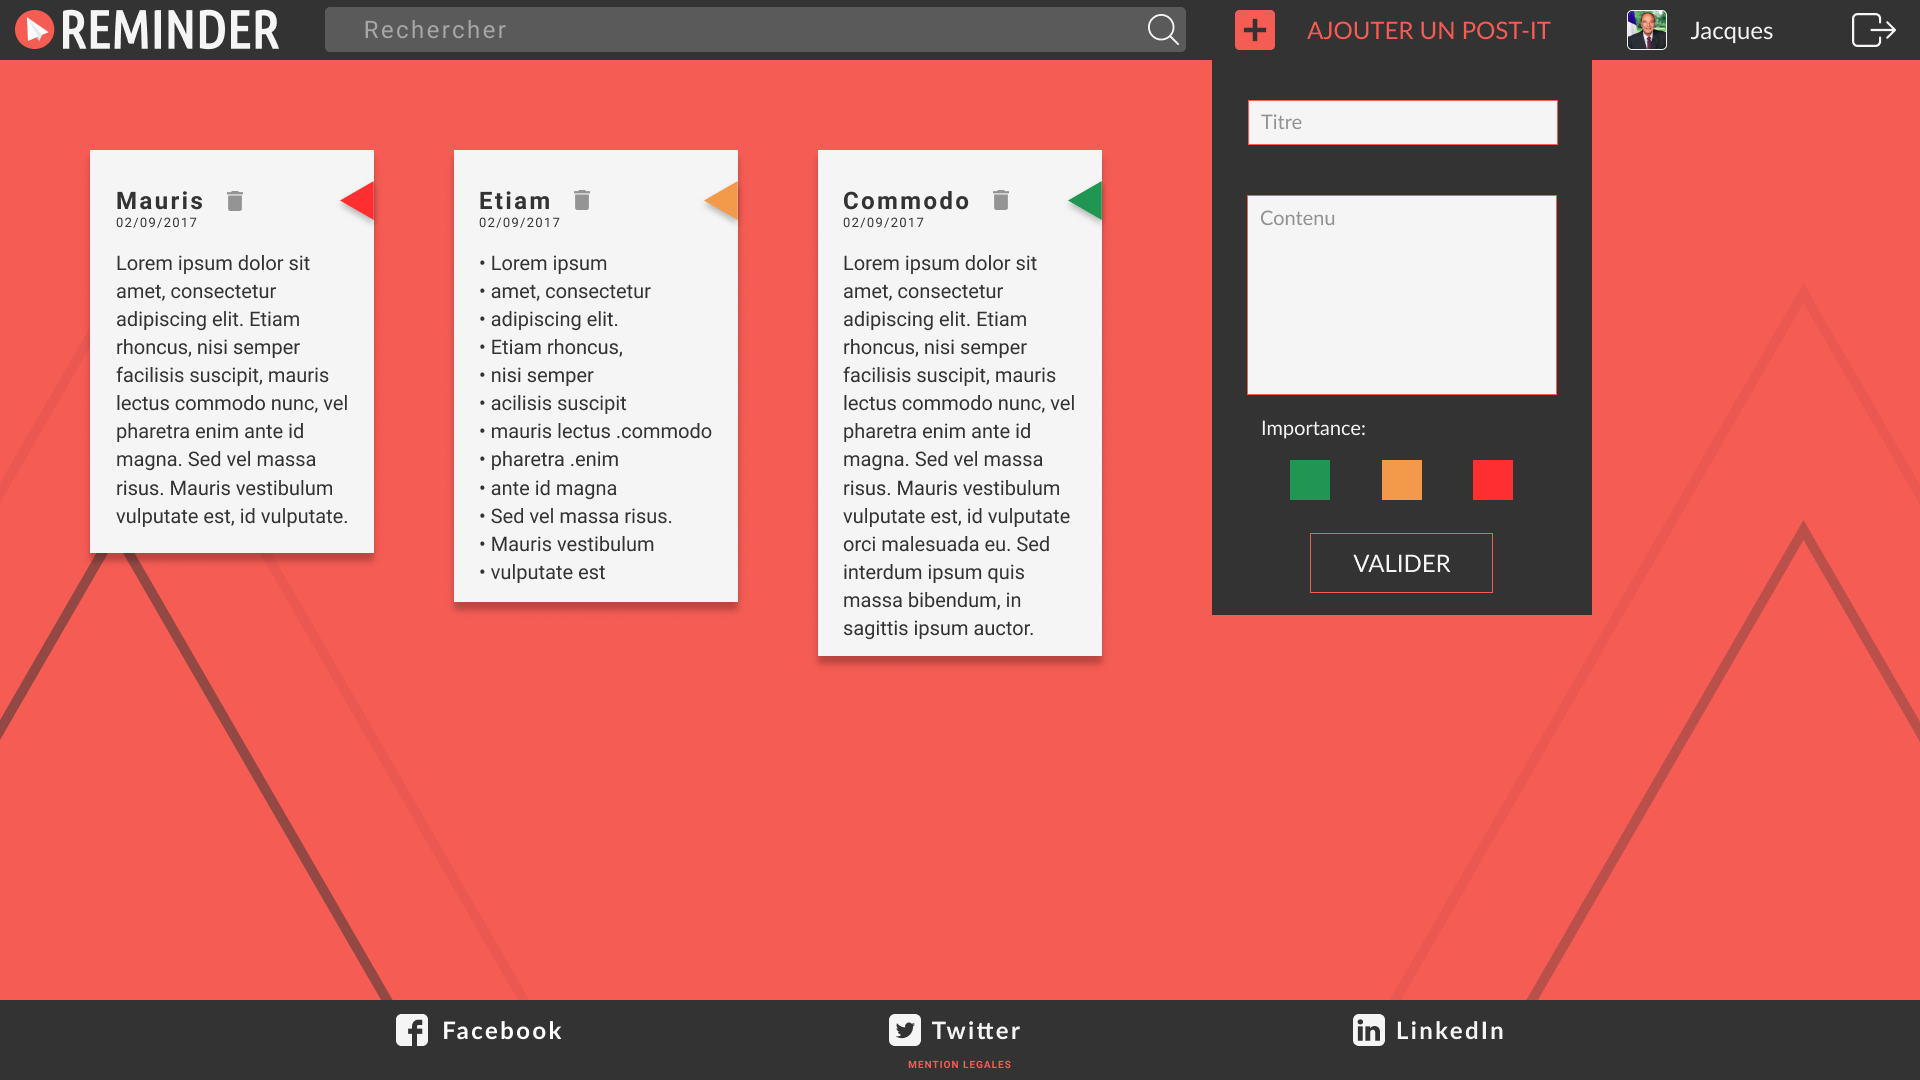 REMINDER
Rechercher
AJOUTER UN POST-IT
Jacques
Mauris
02/09/2017
Lorem ipsum dolor sit
amet, consectetur
adipiscing elit. Etiam
rhoncus, nisi semper
facilisis suscipit, mauris
lectus commodo nunc, vel
pharetra enim ante id
magna. Sed vel massa
risus. Mauris vestibulum
vulputate est, id vulputate.
Etiam
02/09/2017
• Lorem ipsum
• amet, consectetur
• adipiscing elit.
• Etiam rhoncus,
• nisi semper
• acilisis suscipit
• mauris lectus .commodo
• pharetra .enim
• ante id magna
• Sed vel massa risus.
• Mauris vestibulum
• vulputate est
Commodo
02/09/2017
Lorem ipsum dolor sit
amet, consectetur
adipiscing elit. Etiam
rhoncus, nisi semper
facilisis suscipit, mauris
lectus commodo nunc, vel
pharetra enim ante id
magna. Sed vel massa
risus. Mauris vestibulum
vulputate est, id vulputate
orci malesuada eu. Sed
interdum ipsum quis
massa bibendum, in
sagittis ipsum auctor.
Titre
Contenu
Importance:
VALIDER
Facebook
Twitter
LinkedIn
MENTION LEGALES